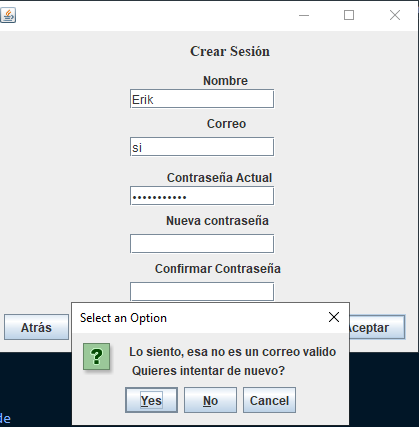 Crear Sesión
Nombre
Erik
Correo
si
Contraseña Actual
•••••••••••
Nueva contraseña
Confirmar Contraseña
Atrás
Aceptar
Select an Option
?
Lo siento, esa no es un correo valido
Quieres intentar de nuevo?
Yes No Cancel
de